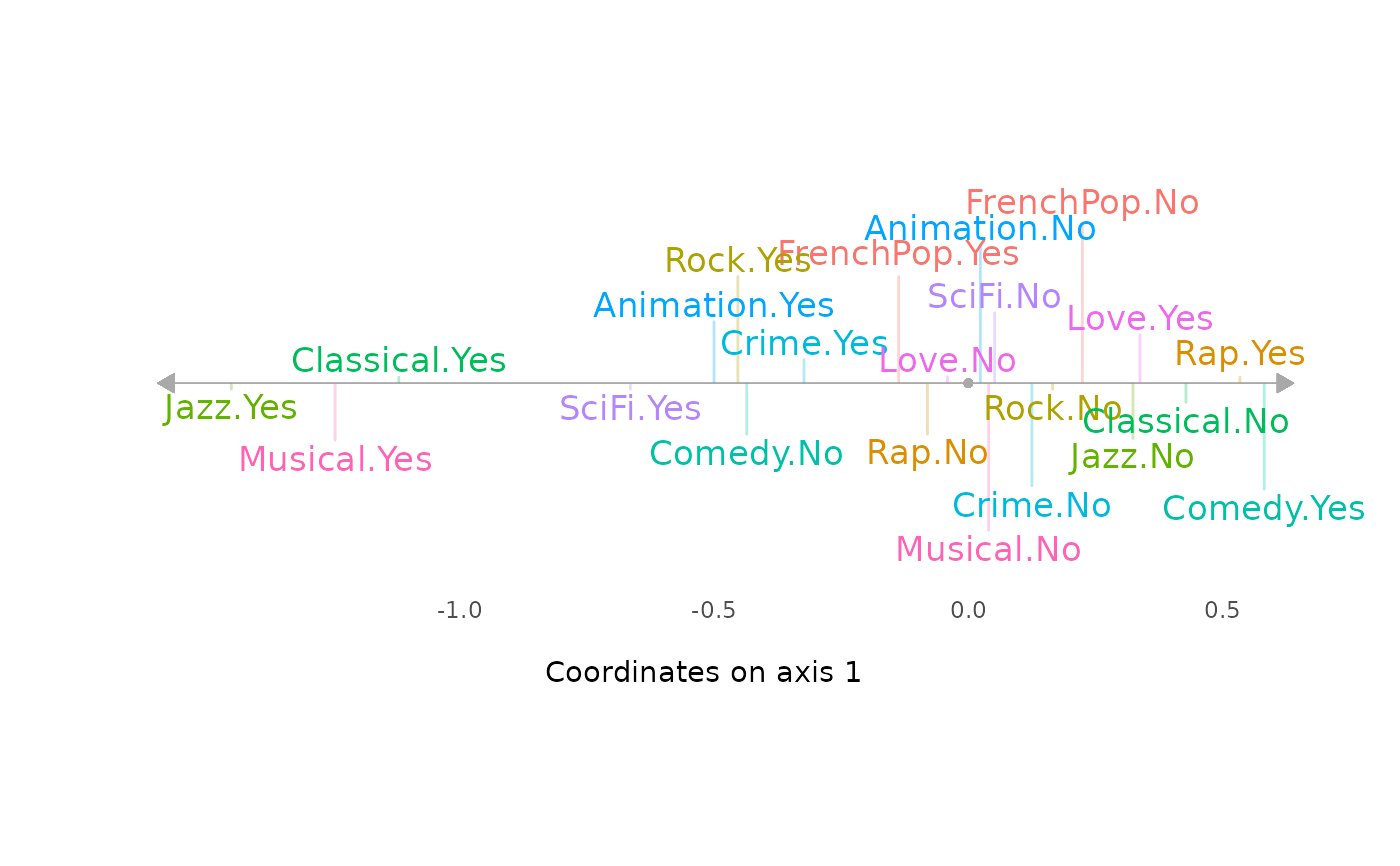 FrenchPop.No
Animation.No
Rock.Yes
FrenchPop.Yes
Animation.Yes
SciFi.No
Love.Yes
Crime.Yes
Rap.Yes
Classical.Yes
Love.No
Jazz.Yes
SciFi.Yes
Rock.No
Classical.No
Musical.Yes
Comedy.No
Rap.No
Jazz.No
Crime.No
Comedy.Yes
Musical.No
-1.0 -0.5 0.0 0.5
Coordinates on axis 1